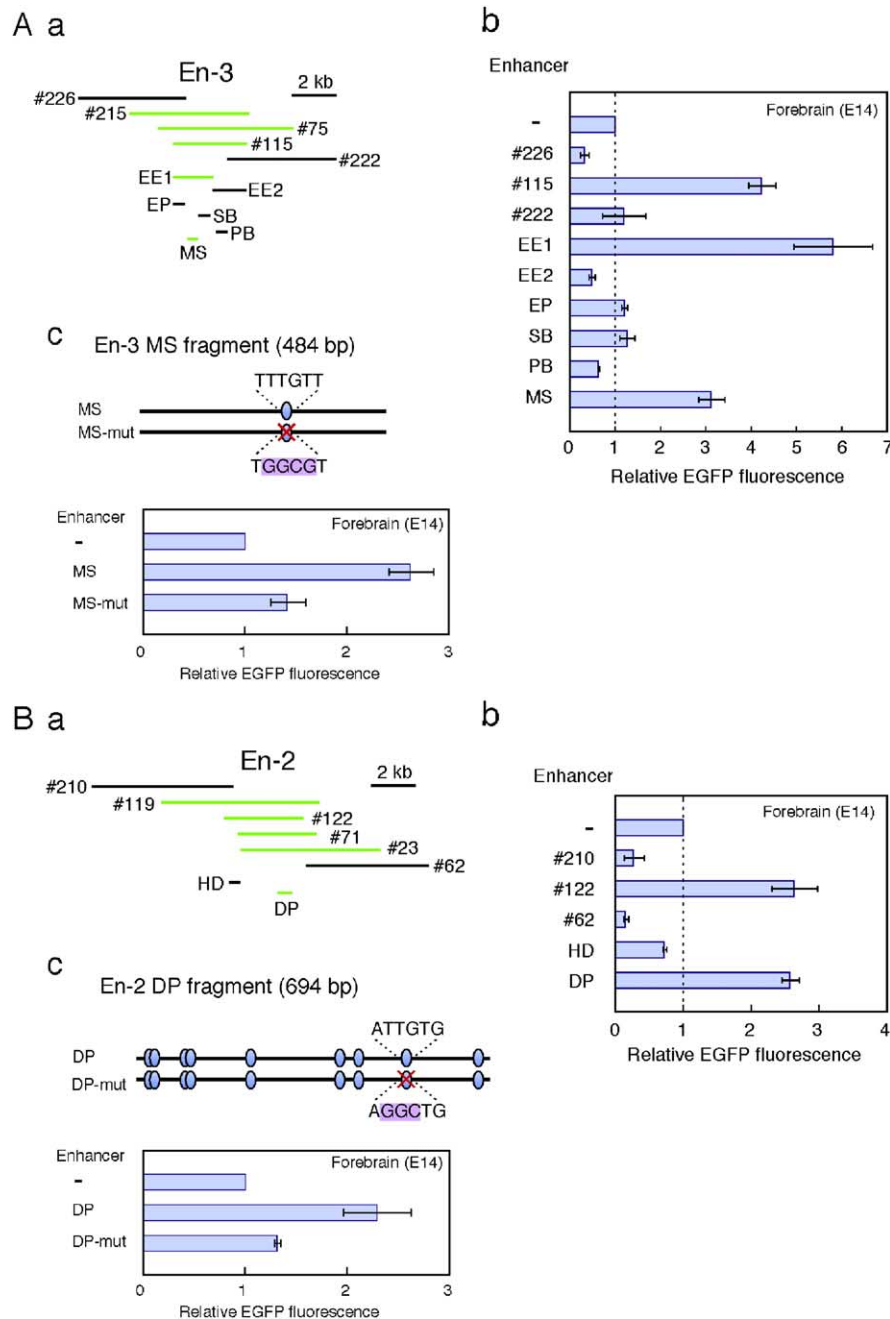 A a
En-3
2 kb
#226
#215
#75
#115
#222
EE1
EE2
EP
SB
PB
MS
b
Enhancer
Forebrain (E14)
-
#226
#115
#222
EE1
EE2
EP
SB
PB
MS
0 1 2 3 4 5 6 7
Relative EGFP fluorescence
c
En-3 MS fragment (484 bp)
TTTGTT
MS
MS-mut
TGGCGT
Enhancer
Forebrain (E14)
-
MS
MS-mut
0 1 2 3
Relative EGFP fluorescence
B a
En-2
2 kb
#210
#119
#122
#71
#23
#62
HD
DP
b
Enhancer
Forebrain (E14)
-
#210
#122
#62
HD
DP
0 1 2 3 4
Relative EGFP fluorescence
c
En-2 DP fragment (694 bp)
ATTGTG
DP
DP-mut
AGGCTG
Enhancer
Forebrain (E14)
-
DP
DP-mut
0 1 2 3
Relative EGFP fluorescence